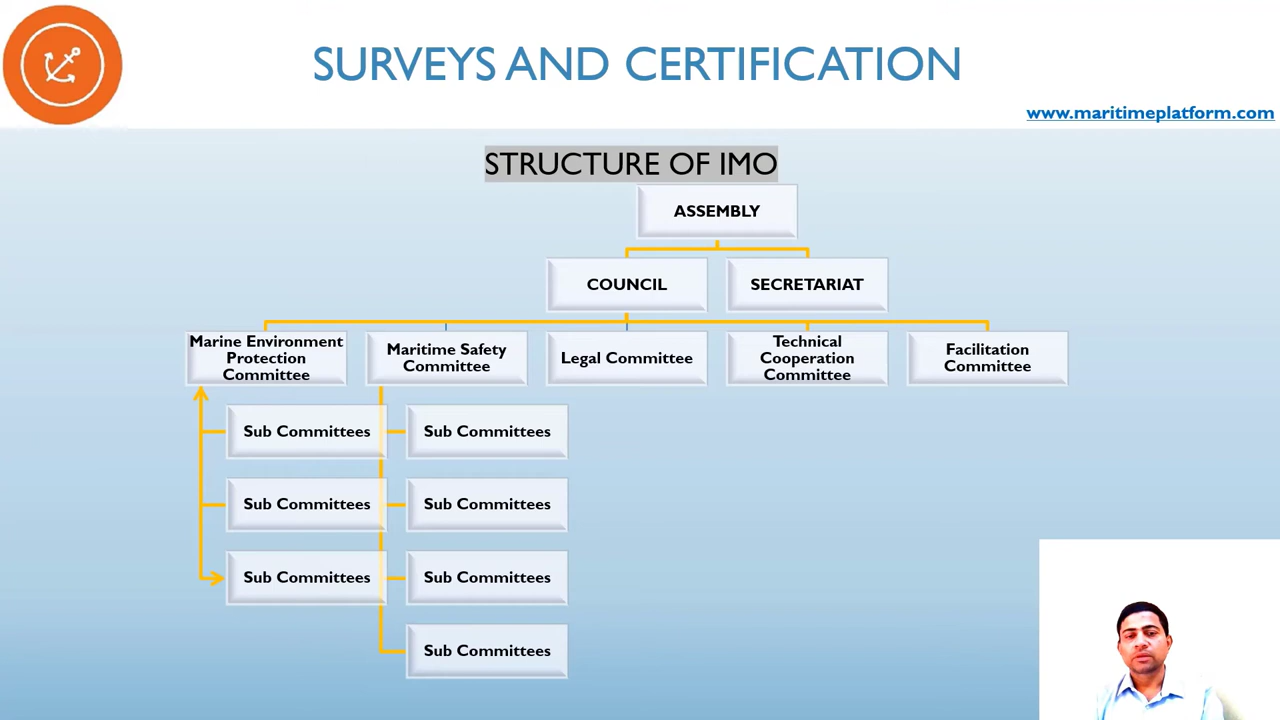 SURVEYS AND CERTIFICATION
www.maritimeplatform.com
STRUCTURE OF IMO
ASSEMBLY
COUNCIL
SECRETARIAT
Marine Environment
Protection
Committee
Maritime Safety
Committee
Legal Committee
Technical
Cooperation
Committee
Facilitation
Committee
Sub Committees
Sub Committees
Sub Committees
Sub Committees
Sub Committees
Sub Committees
Sub Committees